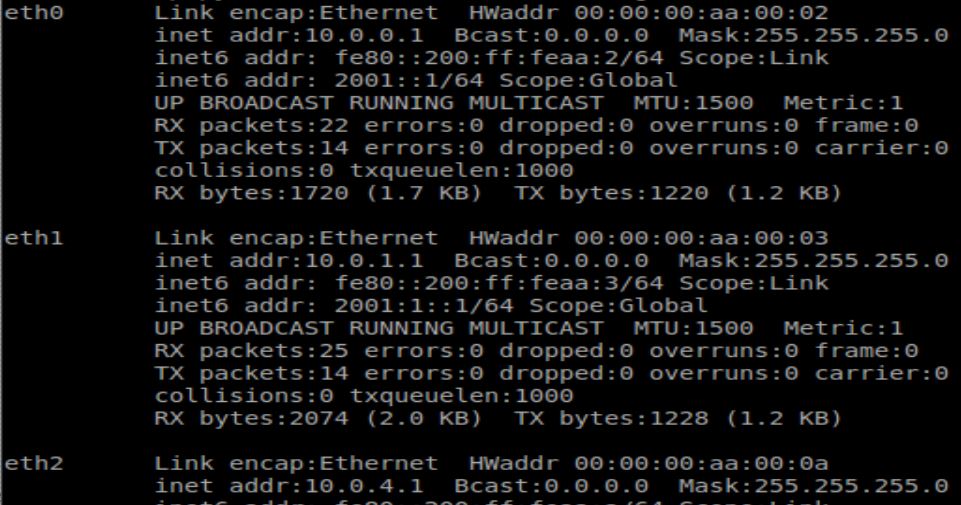 eth0      Link encap:Ethernet  HWaddr 00:00:00:aa:00:02
          inet addr:10.0.0.1  Bcast:0.0.0.0  Mask:255.255.255.0
          inet6 addr: fe80::200:ff:feaa:2/64 Scope:Link
          inet6 addr: 2001::1/64 Scope:Global
          UP BROADCAST RUNNING MULTICAST  MTU:1500  Metric:1
          RX packets:22 errors:0 dropped:0 overruns:0 frame:0
          TX packets:14 errors:0 dropped:0 overruns:0 carrier:0
          collisions:0 txqueuelen:1000
          RX bytes:1720 (1.7 KB)  TX bytes:1220 (1.2 KB)

eth1      Link encap:Ethernet  HWaddr 00:00:00:aa:00:03
          inet addr:10.0.1.1  Bcast:0.0.0.0  Mask:255.255.255.0
          inet6 addr: fe80::200:ff:feaa:3/64 Scope:Link
          inet6 addr: 2001:1::1/64 Scope:Global
          UP BROADCAST RUNNING MULTICAST  MTU:1500  Metric:1
          RX packets:25 errors:0 dropped:0 overruns:0 frame:0
          TX packets:14 errors:0 dropped:0 overruns:0 carrier:0
          collisions:0 txqueuelen:1000
          RX bytes:2074 (2.0 KB)  TX bytes:1228 (1.2 KB)

eth2      Link encap:Ethernet  HWaddr 00:00:00:aa:00:0a
          inet addr:10.0.4.1  Bcast:0.0.0.0  Mask:255.255.255.0